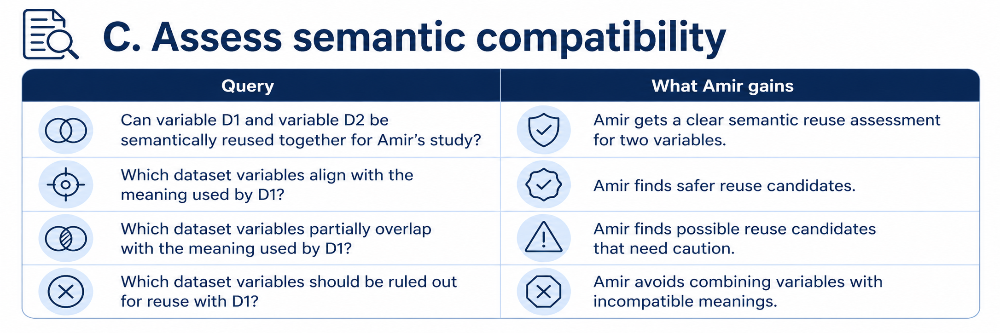 C. Assess semantic compatibility
Query
What Amir gains
Can variable D1 and variable D2 be
semantically reused together for Amir’s study?
Amir gets a clear semantic reuse assessment
for two variables.
Which dataset variables align with the
meaning used by D1?
Amir finds safer reuse candidates.
Which dataset variables partially overlap
with the meaning used by D1?
Amir finds possible reuse candidates
that need caution.
Which dataset variables should be ruled out
for reuse with D1?
Amir avoids combining variables with
incompatible meanings.